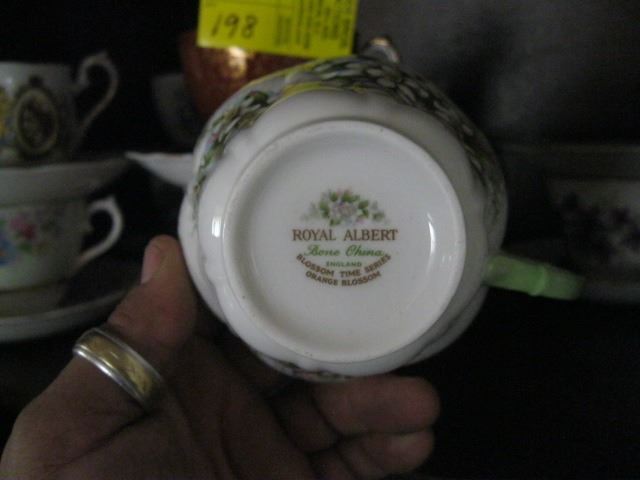 198
ROYAL ALBERT
Bone China
ENGLAND
BLOSSOM TIME SERIES
ORANGE BLOSSOM